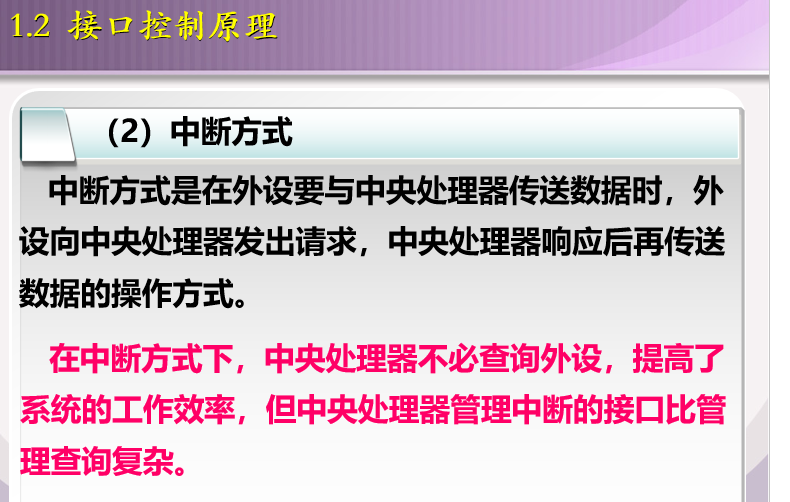 1.2 接口控制原理
（2）中断方式
中断方式是在外设要与中央处理器传送数据时，外
设向中央处理器发出请求，中央处理器响应后再传送
数据的操作方式。
在中断方式下，中央处理器不必查询外设，提高了
系统的工作效率，但中央处理器管理中断的接口比管
理查询复杂。